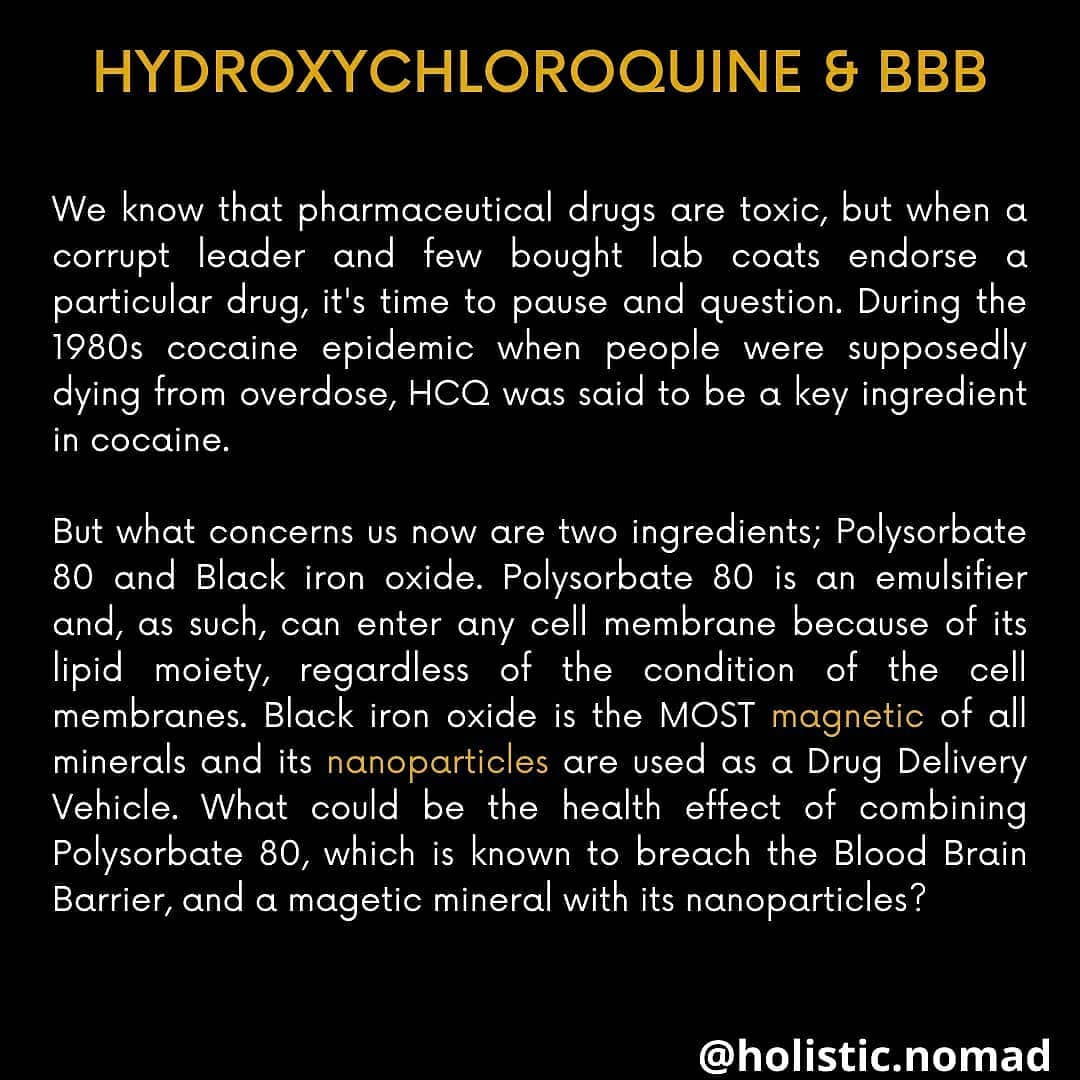 HYDROXYCHLOROQUINE & BBB
We know that pharmaceutical drugs are toxic, but when a
corrupt leader and few bought lab coats endorse a
particular drug, it's time to pause and question. During the
1980s cocaine epidemic when people were supposedly
dying from overdose, HCQ was said to be a key ingredient
in cocaine.
But what concerns us now are two ingredients; Polysorbate
80 and Black iron oxide. Polysorbate 80 is an emulsifier
and, as such, can enter any cell membrane because of its
lipid moiety, regardless of the condition of the cell
membranes. Black iron oxide is the MOST magnetic of all
minerals and its nanoparticles are used as a Drug Delivery
Vehicle. What could be the health effect of combining
Polysorbate 80, which is known to breach the Blood Brain
Barrier, and a magetic mineral with its nanoparticles?
@holistic.nomad